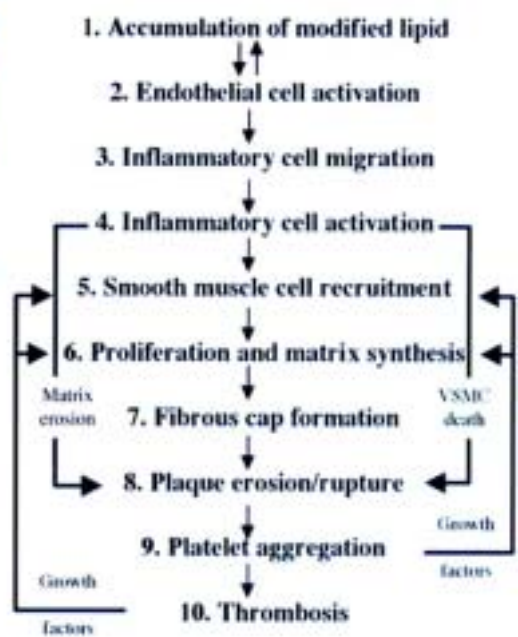 1. Accumulation of modified lipid
2. Endothelial cell activation
3. Inflammatory cell migration
4. Inflammatory cell activation
5. Smooth muscle cell recruitment
6. Proliferation and matrix synthesis
Matrix
erosion
VSMC
death
7. Fibrous cap formation
8. Plaque erosion/rupture
Growth
factors
9. Platelet aggregation
Growth
factors
10. Thrombosis